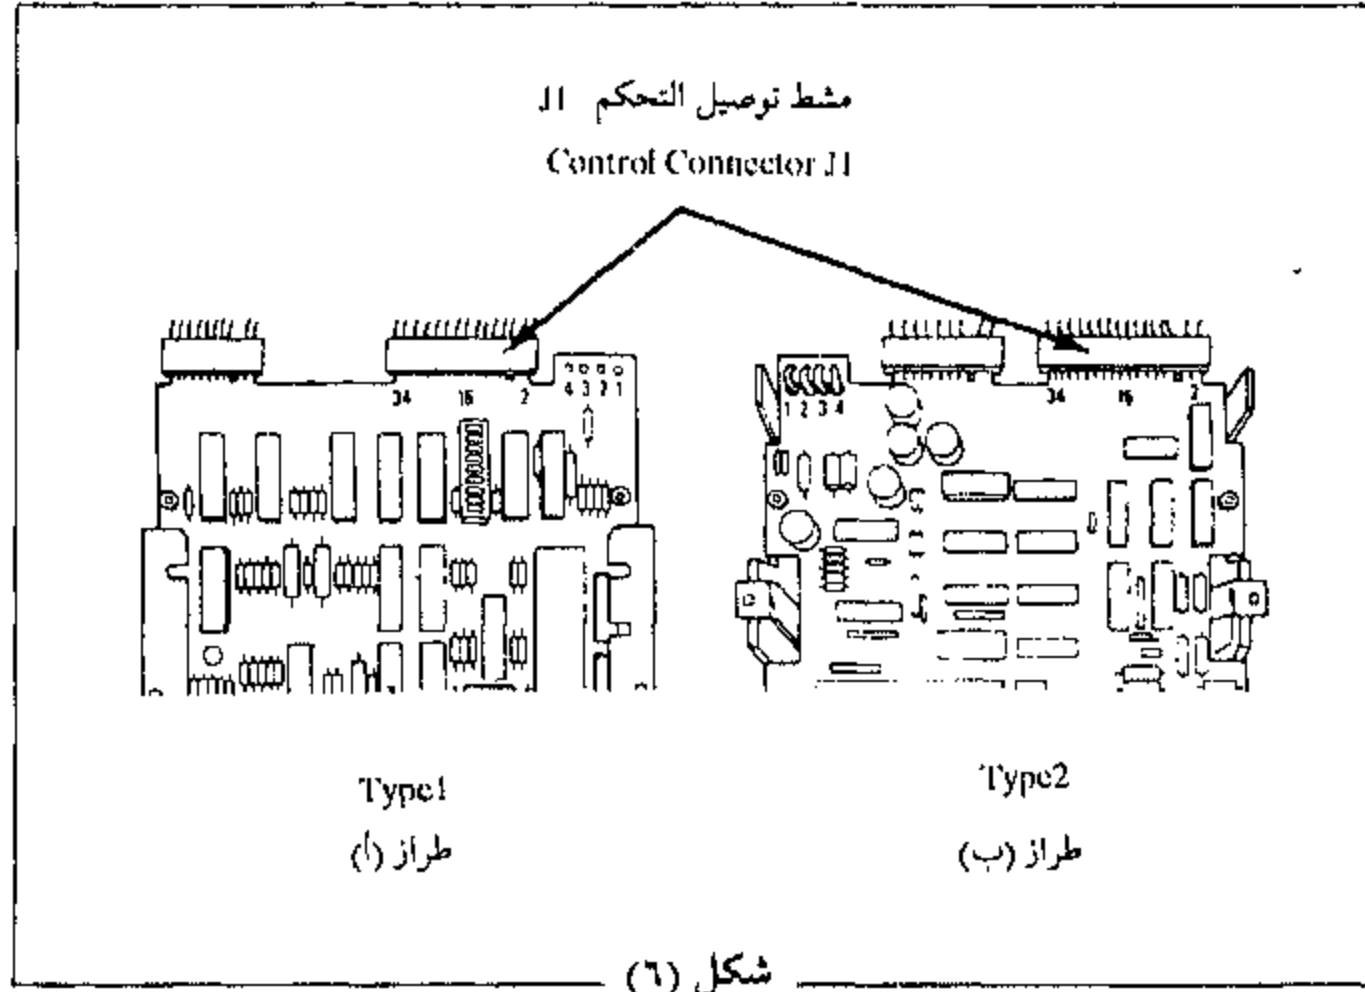 مشط توصيل التحكم J1
Control Connector J1
4 3 2 1
34 16 2
1 2 3 4
34 16 2
Type1
Type2
طراز (أ)
طراز (ب)
شكل (٦)